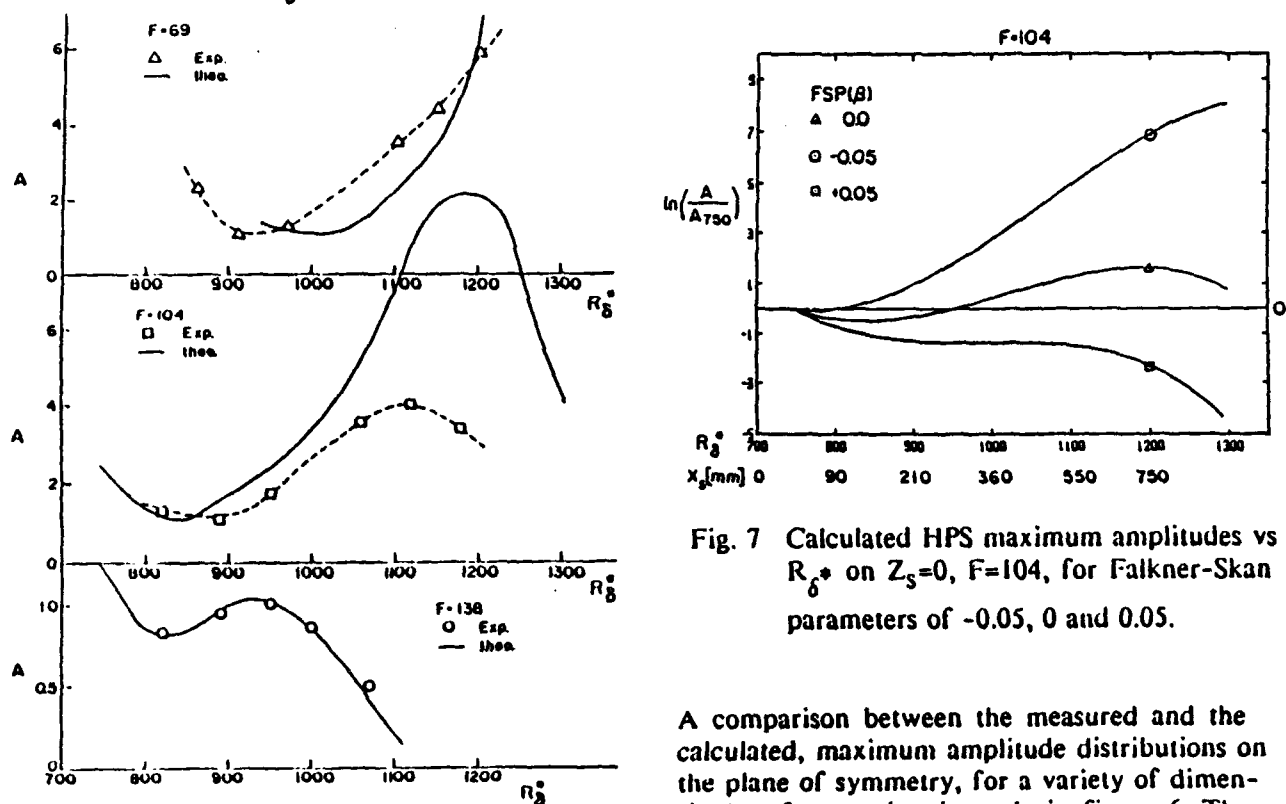 F=69
△ Exp.
— theo.
6
4
2
0
A
800 900 1000 1100 1200 1300
Rδ*
F=104
□ Exp.
— theo.
6
4
2
0
A
800 900 1000 1100 1200 1300
Rδ*
F=138
○ Exp.
— theo.
1.0
0.5
0
A
700 800 900 1000 1100 1200
Rδ*
F=104
FSP(β)
△ 0.0
⊙ -0.05
⊡ +0.05
ln(A/A750)
9
7
5
3
1
-1
-3
-5
0
Rδ* 700 800 900 1000 1100 1200 1300
Xs[mm] 0 90 210 360 550 750
Fig. 7 Calculated HPS maximum amplitudes vs
Rδ* on Zs=0, F=104, for Falkner-Skan
parameters of -0.05, 0 and 0.05.
A comparison between the measured and the
calculated, maximum amplitude distributions on
the plane of symmetry, for a variety of dimen-